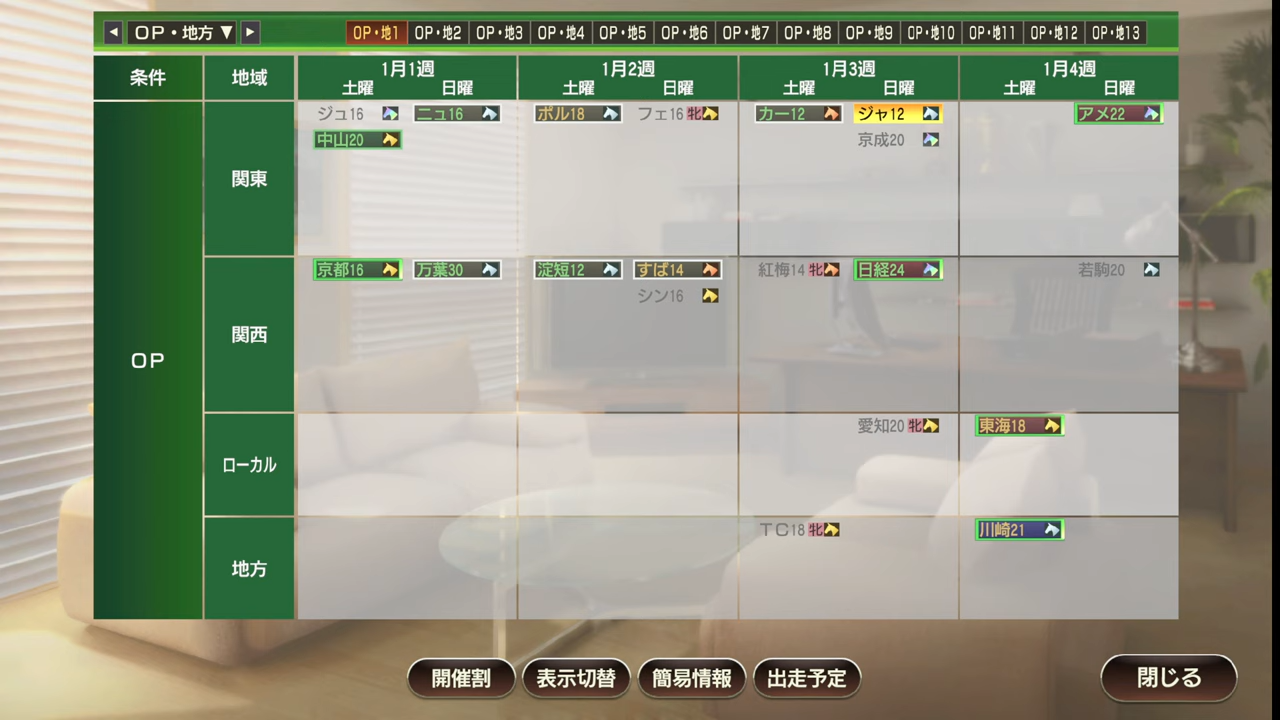 ◀ OP・地方▼ ▶ OP・地1 OP・地2 OP・地3 OP・地4 OP・地5 OP・地6 OP・地7 OP・地8 OP・地9 OP・地10 OP・地11 OP・地12 OP・地13
条件 地域 1月1週 1月2週 1月3週 1月4週
土曜 日曜 土曜 日曜 土曜 日曜 土曜 日曜
ジュ16 ニュ16 ポル18 フェ16牝 カー12 ジャ12 アメ22
中山20 京成20
関東
京都16 万葉30 淀短12 すば14 紅梅14牝 日経24 若駒20
シン16
関西
OP
愛知20牝 東海18
ローカル
TC18牝 川崎21
地方
開催割 表示切替 簡易情報 出走予定 閉じる